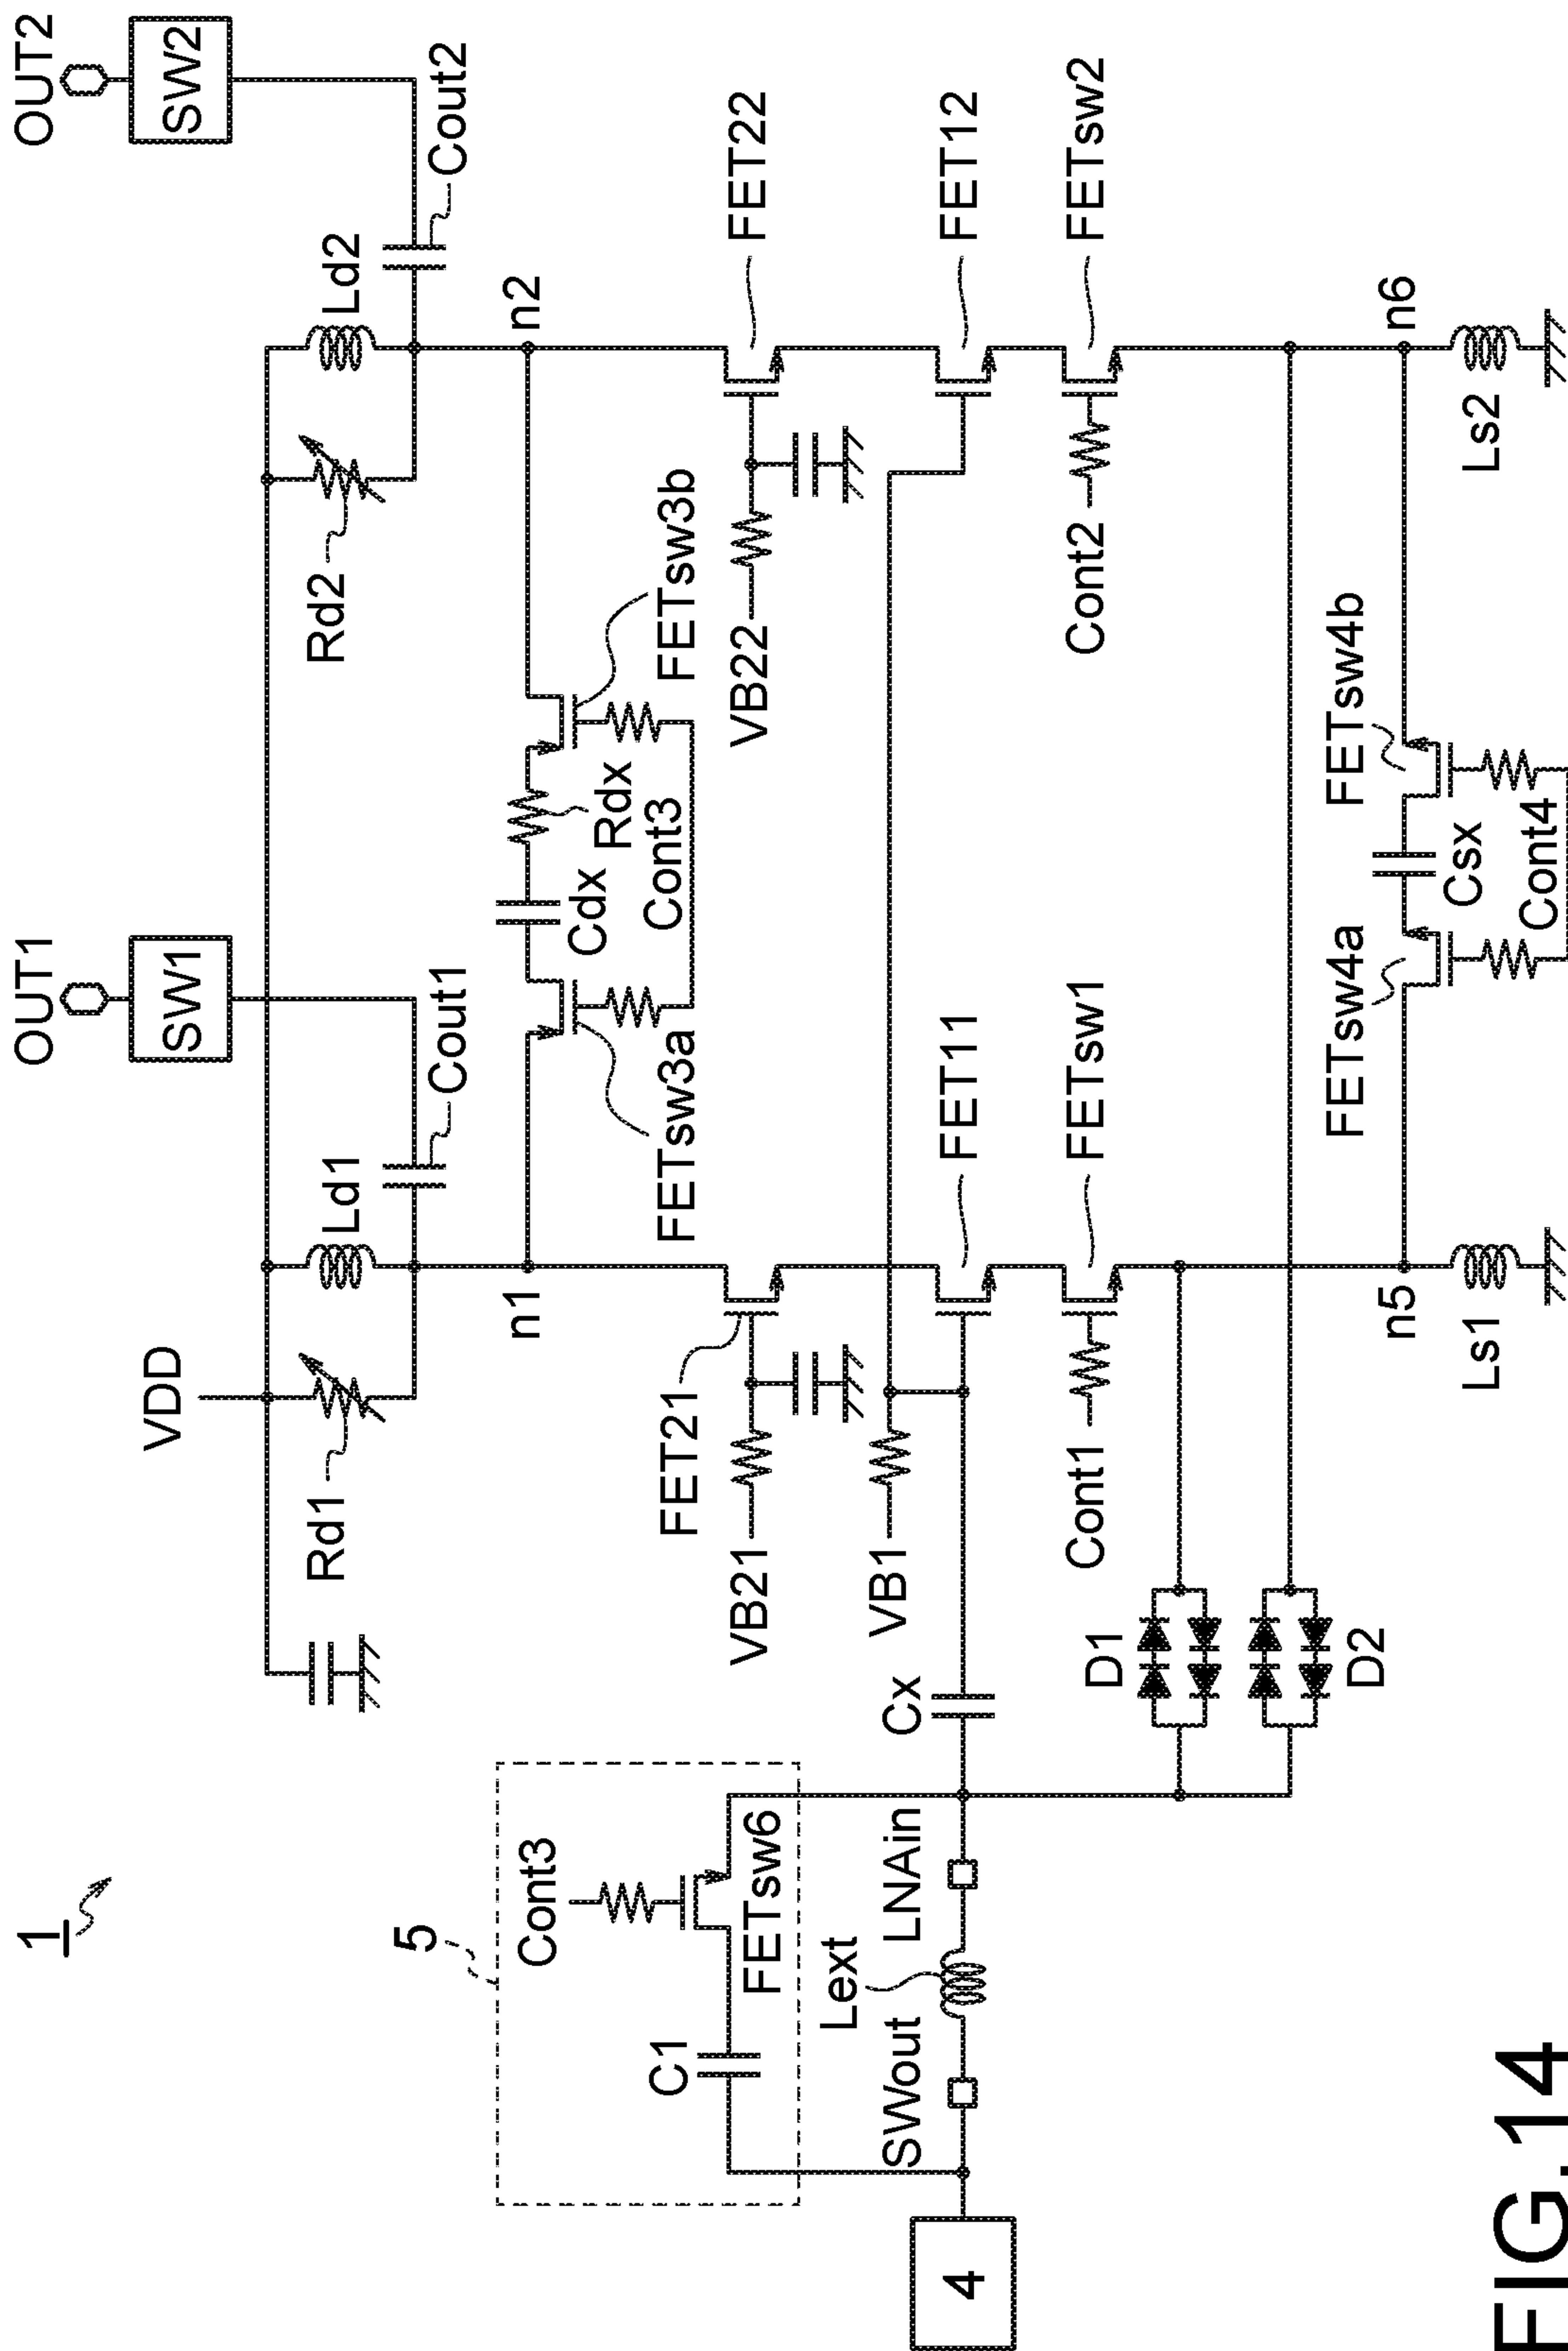 1
OUT1
OUT2
SW1
SW2
VDD
Rd1
Ld1
Cout1
Rd2
Ld2
Cout2
n1
n2
Cdx
Rdx
Cont3
FETsw3a
FETsw3b
5
Cont3
C1
FETsw6
FET21
VB21
VB22
FET22
VB1
Lext
SWout
LNAin
Cx
FET11
FET12
4
Cont1
FETsw1
Cont2
FETsw2
D1
D2
FETsw4a
FETsw4b
n5
n6
Csx
Cont4
Ls1
Ls2
FIG.14